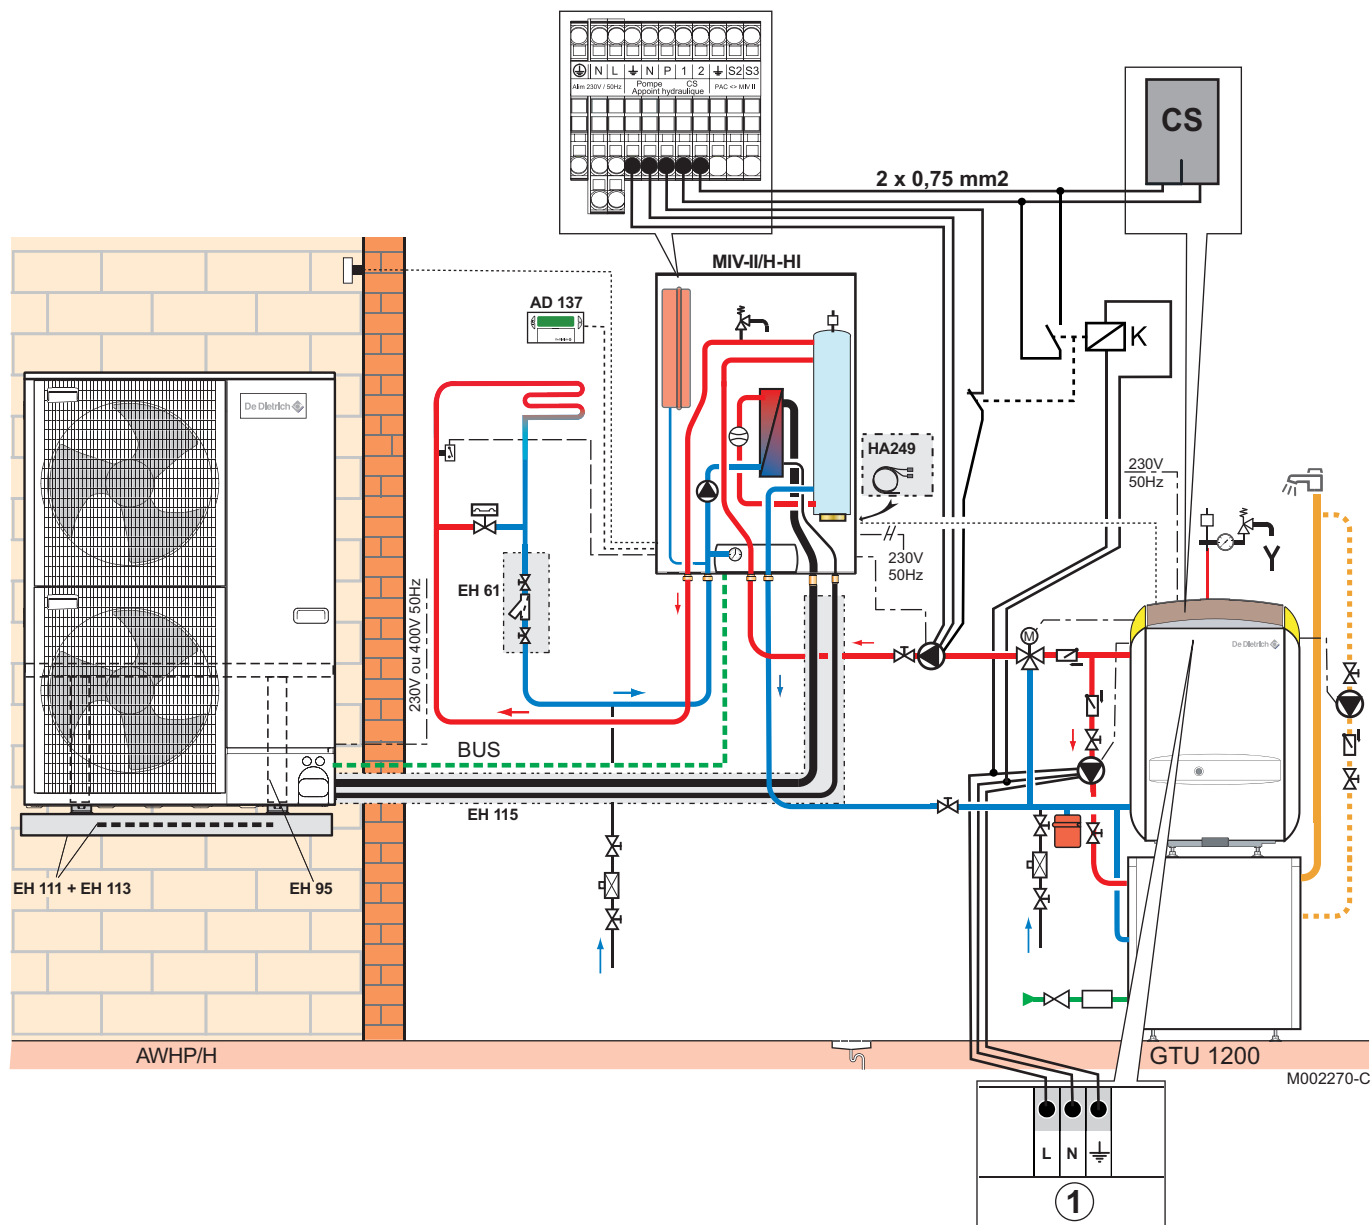 N L N P 1 2 S2 S3
Alim 230V / 50Hz
Pompe CS
Appoint hydraulique
PAC <> MIV II
CS
2 x 0,75 mm2
MIV-II/H-HI
AD 137
K
De Dietrich
HA249
230V
50Hz
230V
50Hz
EH 61
M
De Dietrich
230V ou 400V 50Hz
BUS
EH 115
EH 111 + EH 113
EH 95
AWHP/H
GTU 1200
M002270-C
L N
1